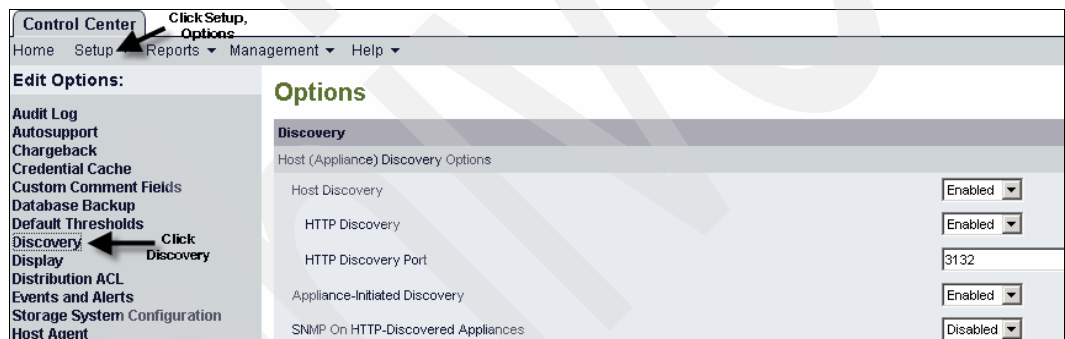 Control Center
Click Setup,
Options
Home Setup Reports Management Help
Edit Options:
Audit Log
Autosupport
Chargeback
Credential Cache
Custom Comment Fields
Database Backup
Default Thresholds
Discovery
Click
Discovery
Display
Distribution ACL
Events and Alerts
Storage System Configuration
Host Agent
Options
Discovery
Host (Appliance) Discovery Options
Host Discovery Enabled
HTTP Discovery Enabled
HTTP Discovery Port 3132
Appliance-Initiated Discovery Enabled
SNMP On HTTP-Discovered Appliances Disabled